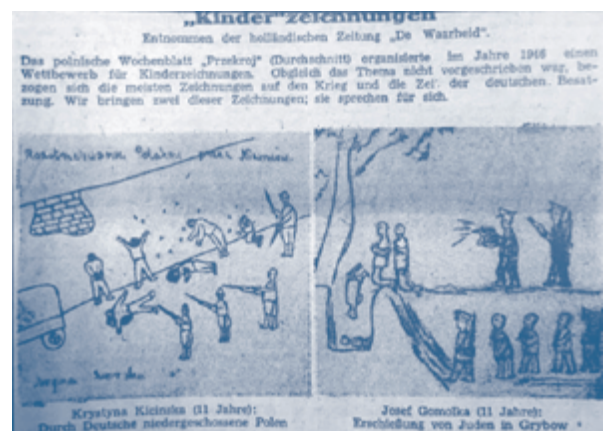 „Kinder“zeichnungen
Entnommen der holländischen Zeitung „De Waarheid“.
Das polnische Wochenblatt „Przekroj“ (Durchschnitt) organisierte im Jahre 1946 einen
Wettbewerb für Kinderzeichnungen. Obgleich das Thema nicht vorgeschrieben war, be-
zogen sich die meisten Zeichnungen auf den Krieg und die Zeit der deutschen Besat-
zung. Wir bringen zwei dieser Zeichnungen; sie sprechen für sich.
przez
Krystyna Kicinska (11 Jahre):
Durch Deutsche niedergeschossene Polen
Josef Gomolka (11 Jahre):
Erschießung von Juden in Grybow